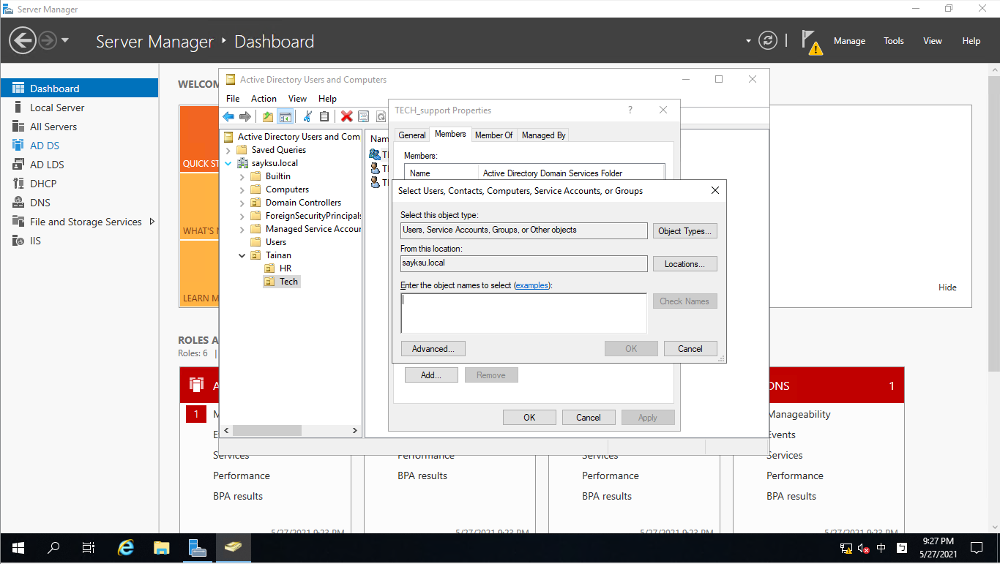 Server Manager
Server Manager ‣ Dashboard
Manage Tools View Help
Dashboard
Local Server
All Servers
AD DS
AD LDS
DHCP
DNS
File and Storage Services
IIS
WELCOM
QUICK ST
WHAT'S
LEARN M
Hide
ROLES A
Roles: 6 |
Active Directory Users and Computers
File Action View Help
Active Directory Users and Com
Saved Queries
sayksu.local
Builtin
Computers
Domain Controllers
ForeignSecurityPrincipals
Managed Service Accour
Users
Tainan
HR
Tech
Nam
TECH_support Properties
?
General Members Member Of Managed By
Members:
Name Active Directory Domain Services Folder
Select Users, Contacts, Computers, Service Accounts, or Groups
Select this object type:
Users, Service Accounts, Groups, or Other objects
Object Types...
From this location:
sayksu.local
Locations...
Enter the object names to select (examples):
Check Names
Advanced... OK Cancel
Add... Remove
OK Cancel Apply
A
DNS 1
1 M
Manageability
E
Events
Services Performance Services Services
Performance BPA results Performance Performance
BPA results BPA results BPA results
5/27/2021 9:23 PM 5/27/2021 9:23 PM 5/27/2021 9:23 PM 5/27/2021 9:23 PM
中
9:27 PM
5/27/2021